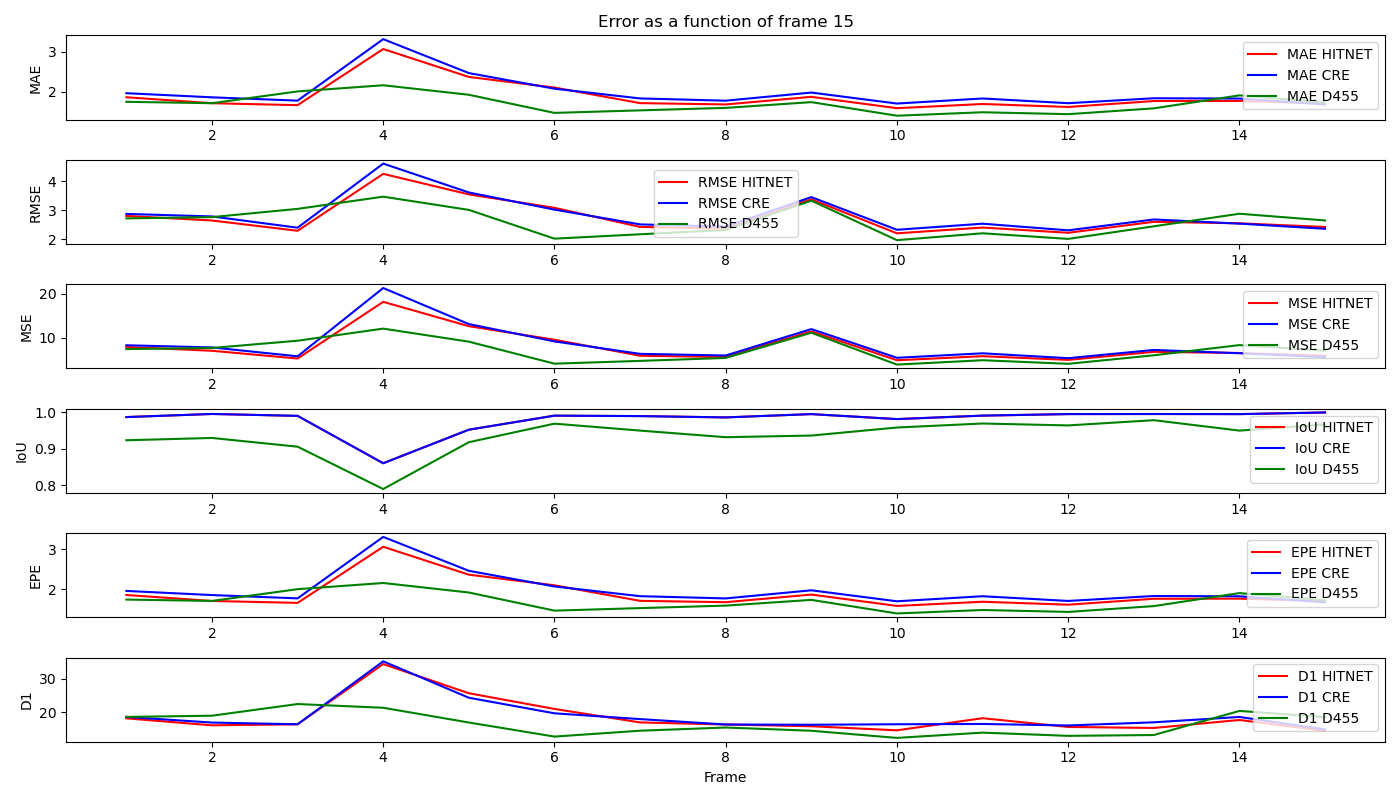 Error as a function of frame 15
MAE
3
2
MAE HITNET
MAE CRE
MAE D455
2 4 6 8 10 12 14
RMSE
4
3
2
RMSE HITNET
RMSE CRE
RMSE D455
2 4 6 8 10 12 14
MSE
20
10
MSE HITNET
MSE CRE
MSE D455
2 4 6 8 10 12 14
IoU
1.0
0.9
0.8
IoU HITNET
IoU CRE
IoU D455
2 4 6 8 10 12 14
EPE
3
2
EPE HITNET
EPE CRE
EPE D455
2 4 6 8 10 12 14
D1
30
20
D1 HITNET
D1 CRE
D1 D455
2 4 6 8 10 12 14
Frame